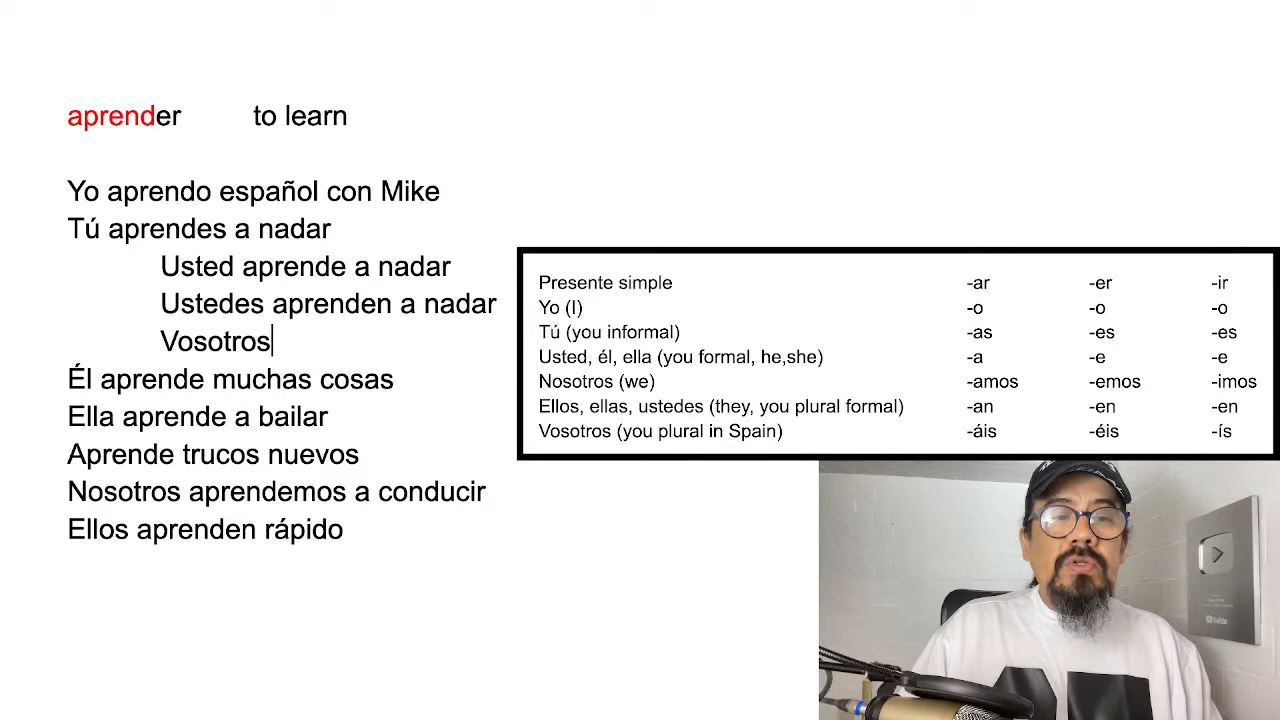 aprender to learn
Yo aprendo español con Mike
Tú aprendes a nadar
Usted aprende a nadar
Ustedes aprenden a nadar
Vosotros
Él aprende muchas cosas
Ella aprende a bailar
Aprende trucos nuevos
Nosotros aprendemos a conducir
Ellos aprenden rápido
Presente simple -ar -er -ir
Yo (I) -o -o -o
Tú (you informal) -as -es -es
Usted, él, ella (you formal, he,she) -a -e -e
Nosotros (we) -amos -emos -imos
Ellos, ellas, ustedes (they, you plural formal) -an -en -en
Vosotros (you plural in Spain) -áis -éis -ís
YouTube